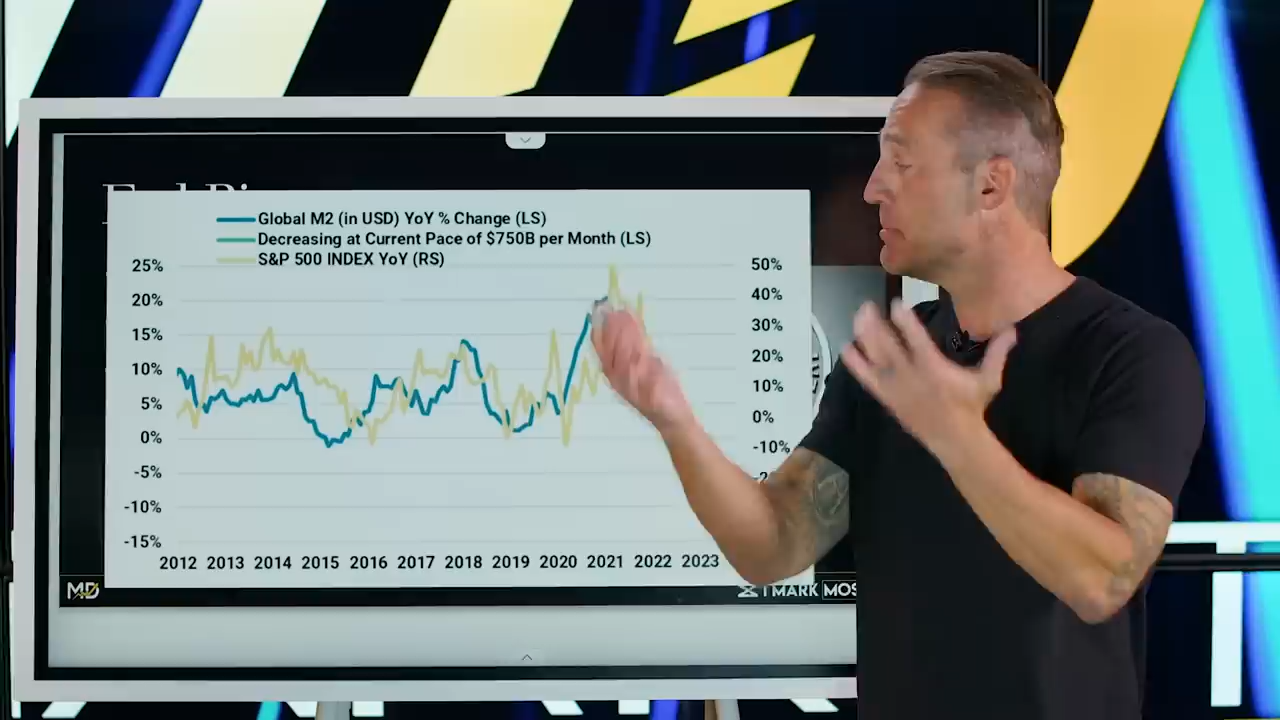 Global M2 (in USD) YoY % Change (LS)
Decreasing at Current Pace of $750B per Month (LS)
S&P 500 INDEX YoY (RS)
25% 50%
20% 40%
15% 30%
10% 20%
5% 10%
0% 0%
-5% -10%
-10%
-15%
2012 2013 2014 2015 2016 2017 2018 2019 2020 2021 2022 2023
MD
1 MARK MOS